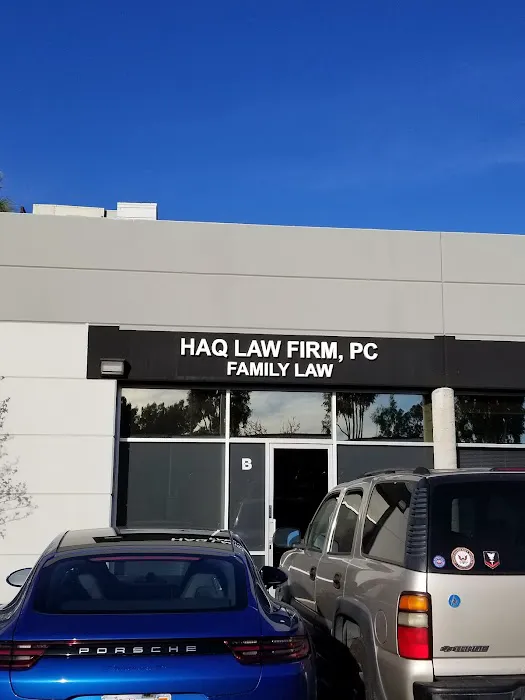 HAQ LAW FIRM, PC
FAMILY LAW
B
PORSCHE